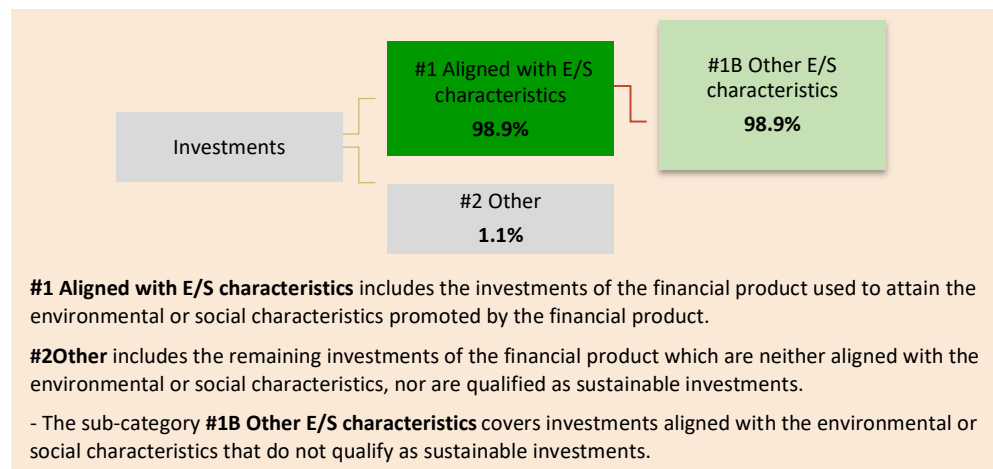 #1 Aligned with E/S
characteristics
98.9%
#1B Other E/S
characteristics
98.9%
Investments
#2 Other
1.1%
#1 Aligned with E/S characteristics includes the investments of the financial product used to attain the
environmental or social characteristics promoted by the financial product.
#2Other includes the remaining investments of the financial product which are neither aligned with the
environmental or social characteristics, nor are qualified as sustainable investments.
- The sub-category #1B Other E/S characteristics covers investments aligned with the environmental or
social characteristics that do not qualify as sustainable investments.